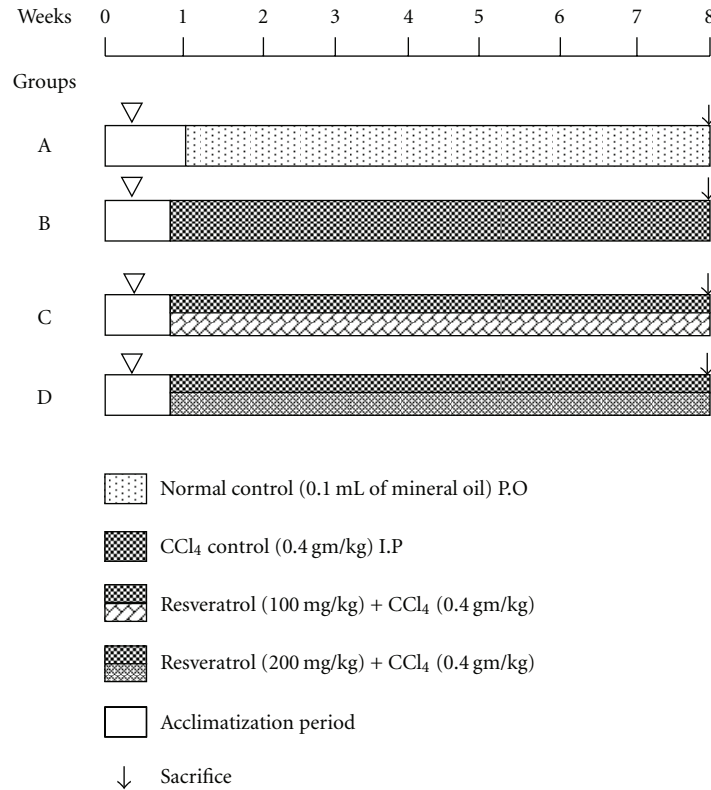 Weeks 0 1 2 3 4 5 6 7 8
Groups
A
B
C
D
Normal control (0.1 mL of mineral oil) P.O
CCl₄ control (0.4 gm/kg) I.P
Resveratrol (100 mg/kg) + CCl₄ (0.4 gm/kg)
Resveratrol (200 mg/kg) + CCl₄ (0.4 gm/kg)
Acclimatization period
Sacrifice